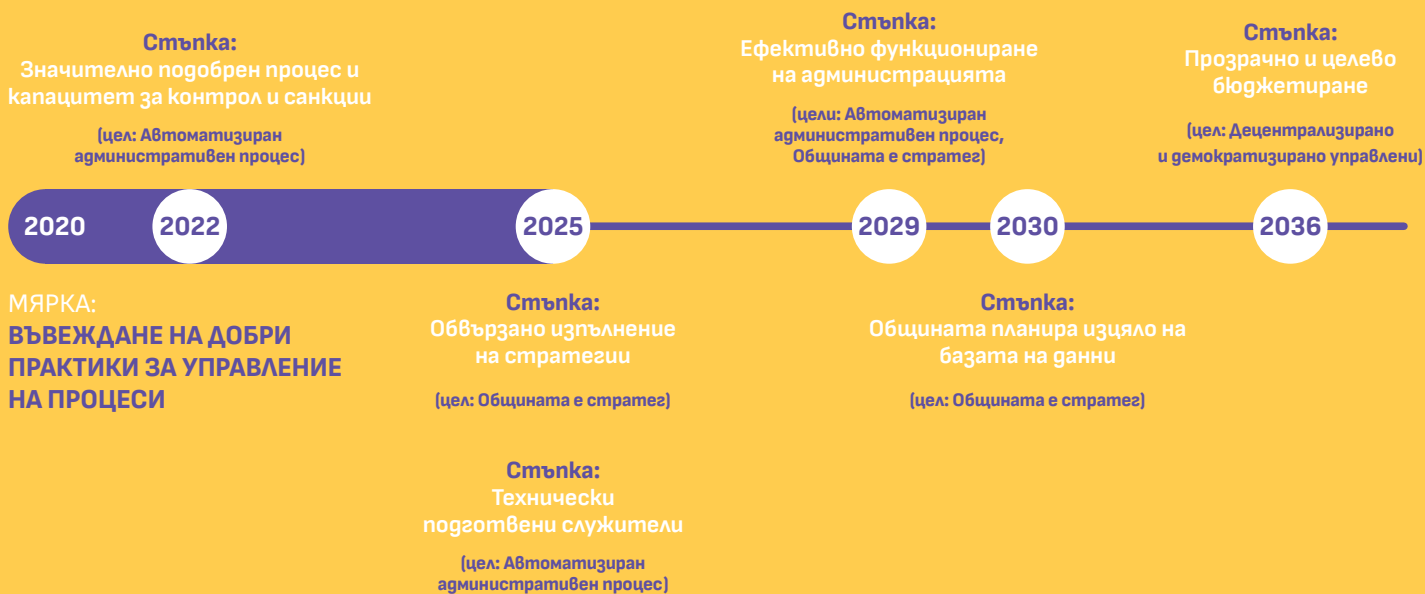 Стъпка:
Значително подобрен процес и
капацитет за контрол и санкции
(цел: Автоматизиран
административен процес)
Стъпка:
Ефективно функциониране
на администрацията
(цели: Автоматизиран
административен процес,
Общината е стратег)
Стъпка:
Прозрачно и целево
бюджетиране
(цел: Децентрализирано
и демократизирано управлени)
2020
2022
2025
2029
2030
2036
МЯРКА:
ВЪВЕЖДАНЕ НА ДОБРИ
ПРАКТИКИ ЗА УПРАВЛЕНИЕ
НА ПРОЦЕСИ
Стъпка:
Обвързано изпълнение
на стратегии
(цел: Общината е стратег)
Стъпка:
Технически
подготвени служители
(цел: Автоматизиран
административен процес)
Стъпка:
Общината планира изцяло на
базата на данни
(цел: Общината е стратег)